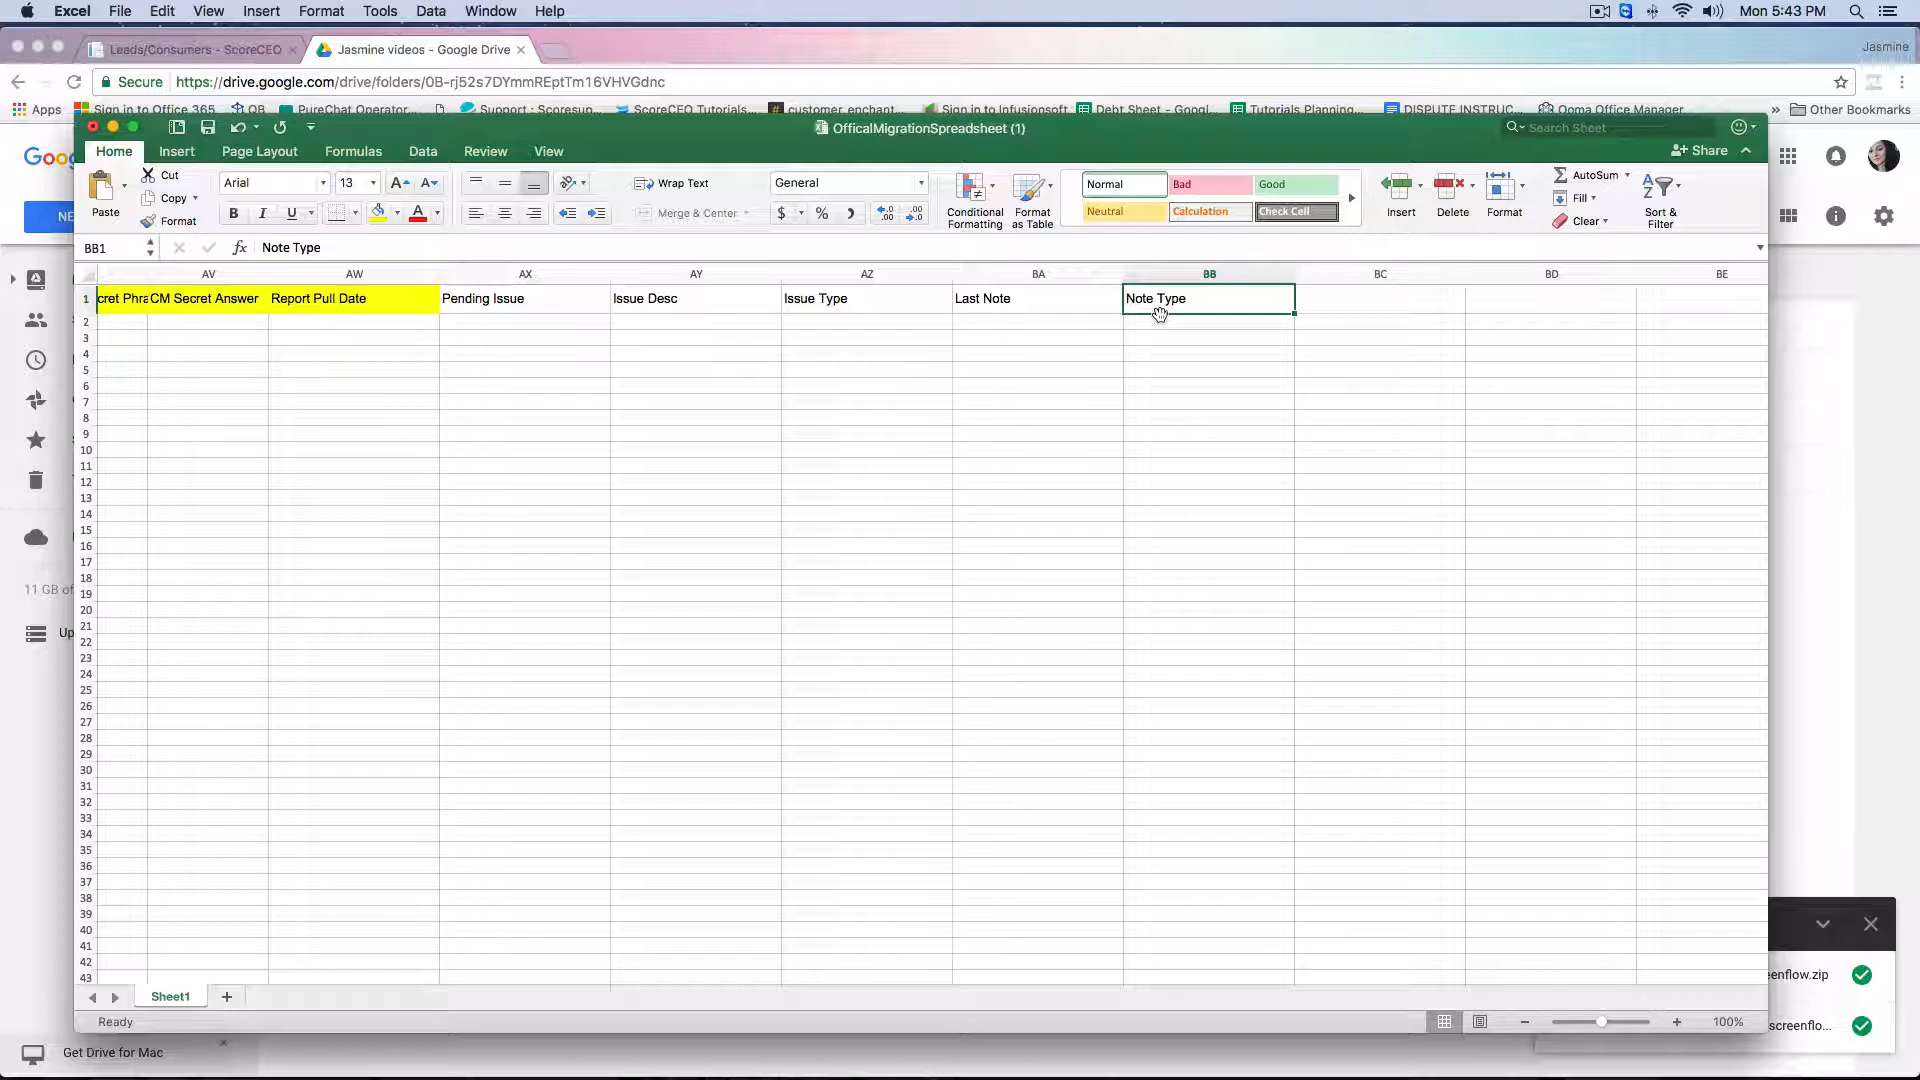 Excel File Edit View Insert Format Tools Data Window Help Mon 5:43 PM
Leads/Consumers - ScoreCEO Jasmine videos - Google Drive Jasmine
Secure https://drive.google.com/drive/folders/0B-rj52s7DYmmREptTm16VHVGdnc
Apps Sign in to Office 365 QB PureChat Operator... Support : Scoresup... ScoreCEO Tutorials... customer_enchant... Sign in to Infusionsoft Debt Sheet - Googl... Tutorials Planning... DISPUTE INSTRUC... Ooma Office Manager » Other Bookmarks
OfficalMigrationSpreadsheet (1) Search Sheet
Home Insert Page Layout Formulas Data Review View Share
Goo
NE
Paste Cut Copy Format
Arial 13
B I U
Wrap Text
Merge & Center
General
$ % )
Conditional Formatting
Format as Table
Normal Bad Good
Neutral Calculation Check Cell
Insert Delete Format
AutoSum
Fill
Clear
Sort & Filter
BB1 fx Note Type
AV AW AX AY AZ BA BB BC BD BE
1 cret Phra CM Secret Answer Report Pull Date Pending Issue Issue Desc Issue Type Last Note Note Type
2
3
4
5
6
7
8
9
10
11
12
13
14
15
16
17
18
19
20
21
22
23
24
25
26
27
28
29
30
31
32
33
34
35
36
37
38
39
40
41
42
43
11 GB of
Up
Sheet1
Ready 100%
Get Drive for Mac
enflow.zip
screenflo...